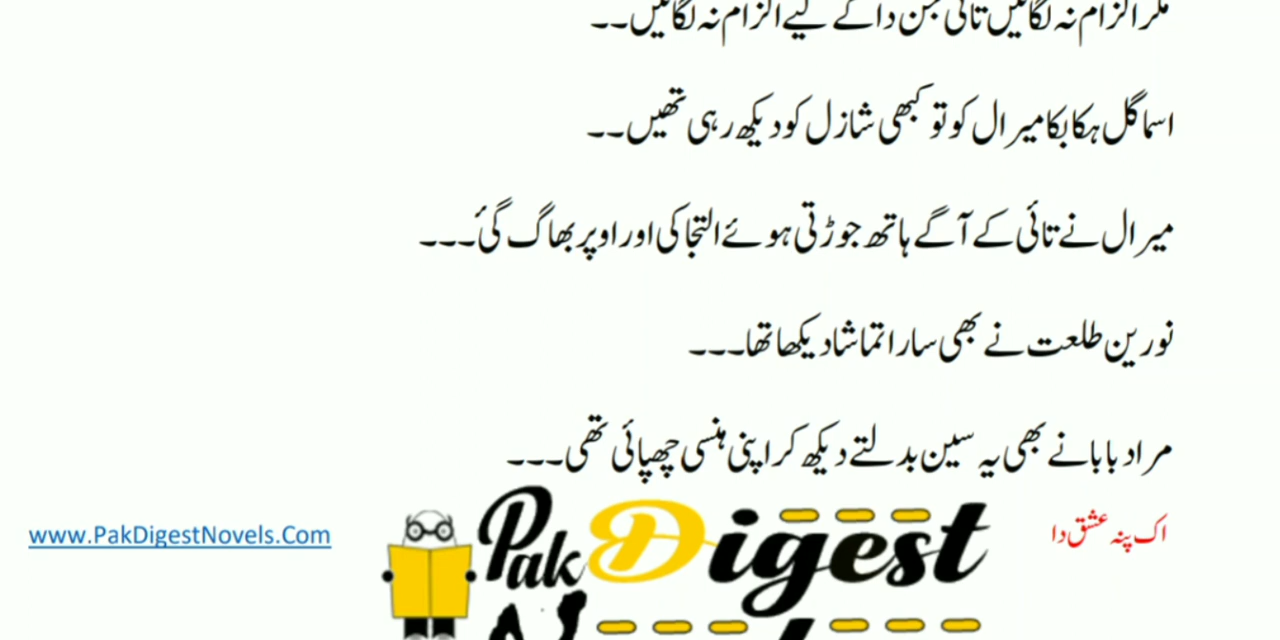 مگر الزام نہ لگائیں تائی جن دا کے لیے الزام نہ لگائیں۔۔
اسما گل ہکا بکا میرال کو تو کبھی شازل کو دیکھ رہی تھیں۔۔
میرال نے تائی کے آگے ہاتھ جوڑتی ہوئے التجا کی اور اوپر بھاگ گئ۔۔۔
نورین طلعت نے بھی سارا تماشا دیکھا تھا۔۔۔
مراد بابا نے بھی یہ سین بدلتے دیکھ کر اپنی ہنسی چھپائی تھی۔۔۔
اک پنہ عشق دا
www.PakDigestNovels.Com
Pak Digest